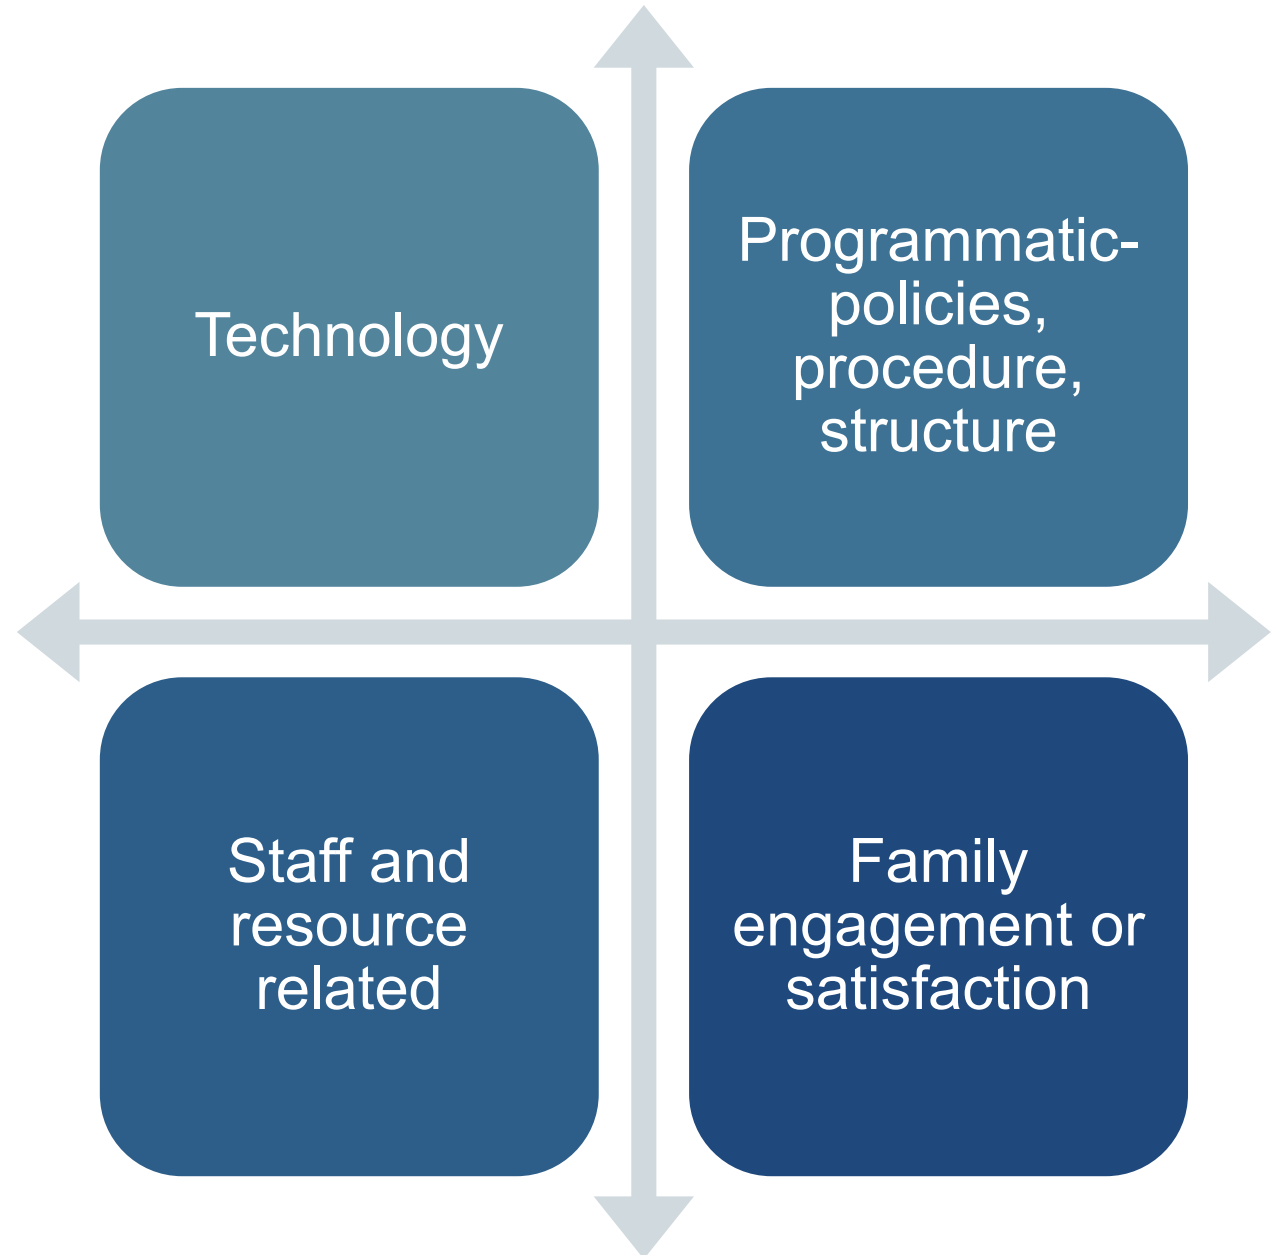 Technology
Programmatic-
policies,
procedure,
structure
Staff and
resource
related
Family
engagement or
satisfaction